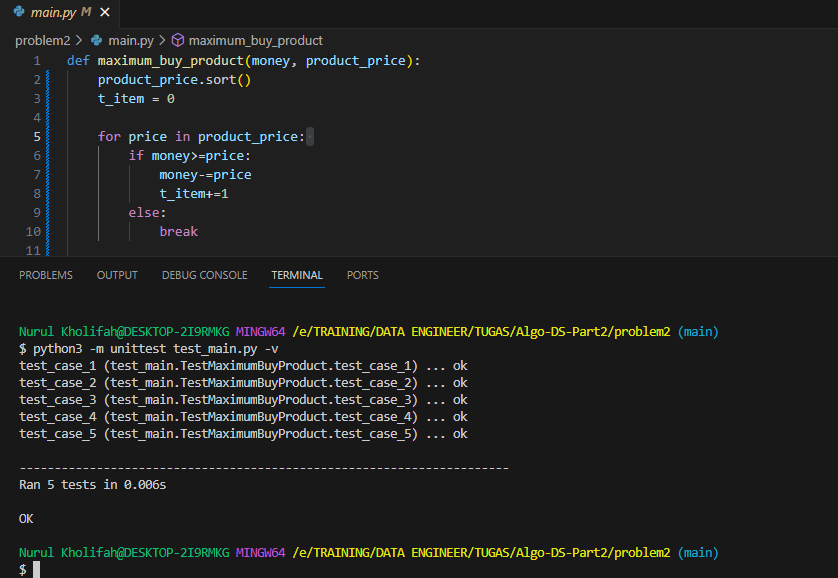 main.py M ✕
problem2 > main.py > maximum_buy_product
1 def maximum_buy_product(money, product_price):
2     product_price.sort()
3     t_item = 0
4
5     for price in product_price:
6         if money>=price:
7             money-=price
8             t_item+=1
9         else:
10             break
11
PROBLEMS OUTPUT DEBUG CONSOLE TERMINAL PORTS
Nurul Kholifah@DESKTOP-2I9RMKG MINGW64 /e/TRAINING/DATA ENGINEER/TUGAS/Algo-DS-Part2/problem2 (main)
$ python3 -m unittest test_main.py -v
test_case_1 (test_main.TestMaximumBuyProduct.test_case_1) ... ok
test_case_2 (test_main.TestMaximumBuyProduct.test_case_2) ... ok
test_case_3 (test_main.TestMaximumBuyProduct.test_case_3) ... ok
test_case_4 (test_main.TestMaximumBuyProduct.test_case_4) ... ok
test_case_5 (test_main.TestMaximumBuyProduct.test_case_5) ... ok
----------------------------------------------------------------------
Ran 5 tests in 0.006s
OK
Nurul Kholifah@DESKTOP-2I9RMKG MINGW64 /e/TRAINING/DATA ENGINEER/TUGAS/Algo-DS-Part2/problem2 (main)
$